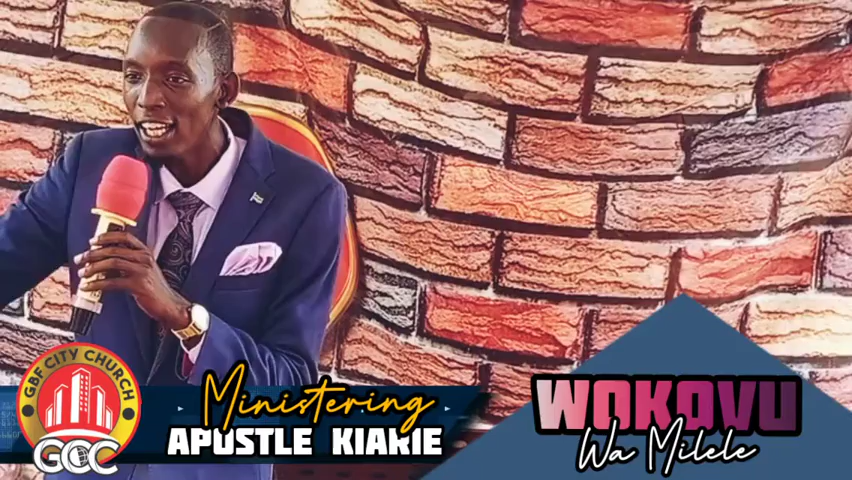 GBF CITY CHURCH
GCC
Ministering
APOSTLE KIARIE
WOKOVU
Wa Milele